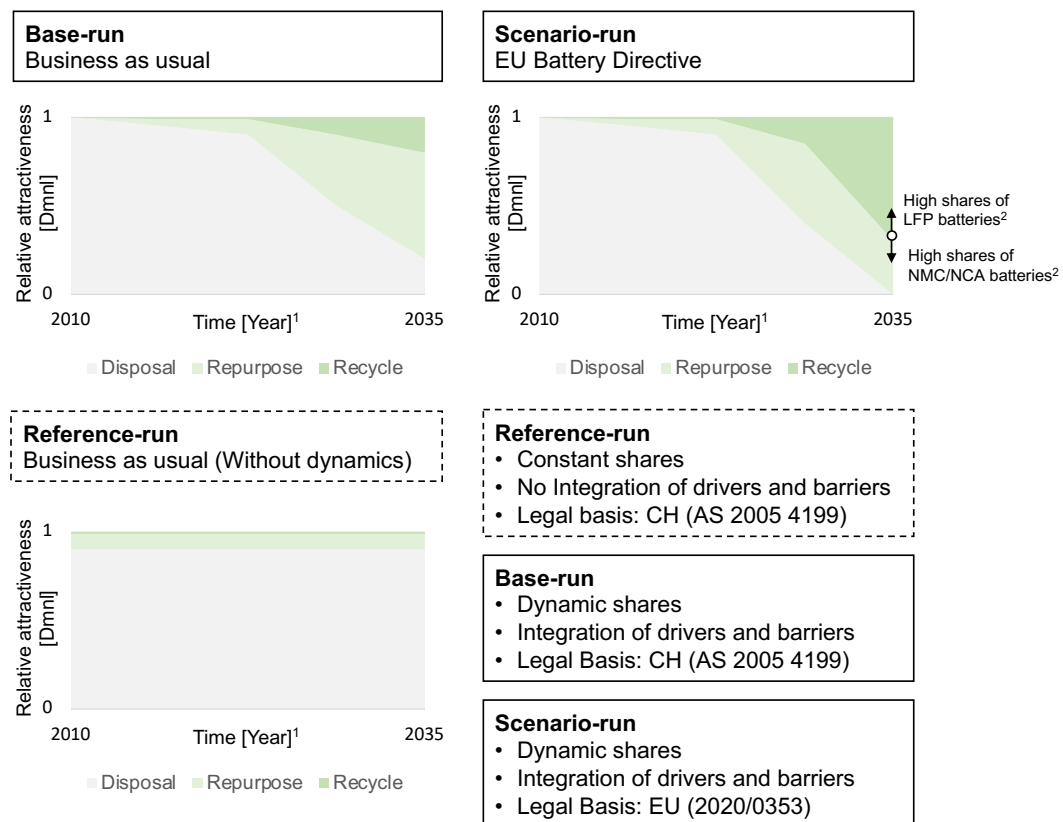 Base-run
Business as usual
Relative attractiveness
[Dmnl]
1
0
2010
Time [Year]¹
2035
Disposal
Repurpose
Recycle
Scenario-run
EU Battery Directive
Relative attractiveness
[Dmnl]
1
0
2010
Time [Year]¹
2035
High shares of
LFP batteries²
High shares of
NMC/NCA batteries²
Disposal
Repurpose
Recycle
Reference-run
Business as usual (Without dynamics)
Relative attractiveness
[Dmnl]
1
0
2010
Time [Year]¹
2035
Disposal
Repurpose
Recycle
Reference-run
• Constant shares
• No Integration of drivers and barriers
• Legal basis: CH (AS 2005 4199)
Base-run
• Dynamic shares
• Integration of drivers and barriers
• Legal Basis: CH (AS 2005 4199)
Scenario-run
• Dynamic shares
• Integration of drivers and barriers
• Legal Basis: EU (2020/0353)